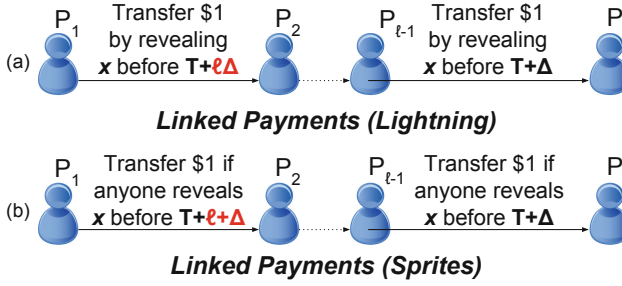 P1 Transfer $1 P2 Pℓ-1 Transfer $1 P
by revealing by revealing
(a) x before T+ℓΔ x before T+Δ
Linked Payments (Lightning)
P1 Transfer $1 if P2 Pℓ-1 Transfer $1 if P
anyone reveals anyone reveals
(b) x before T+ℓ+Δ x before T+Δ
Linked Payments (Sprites)